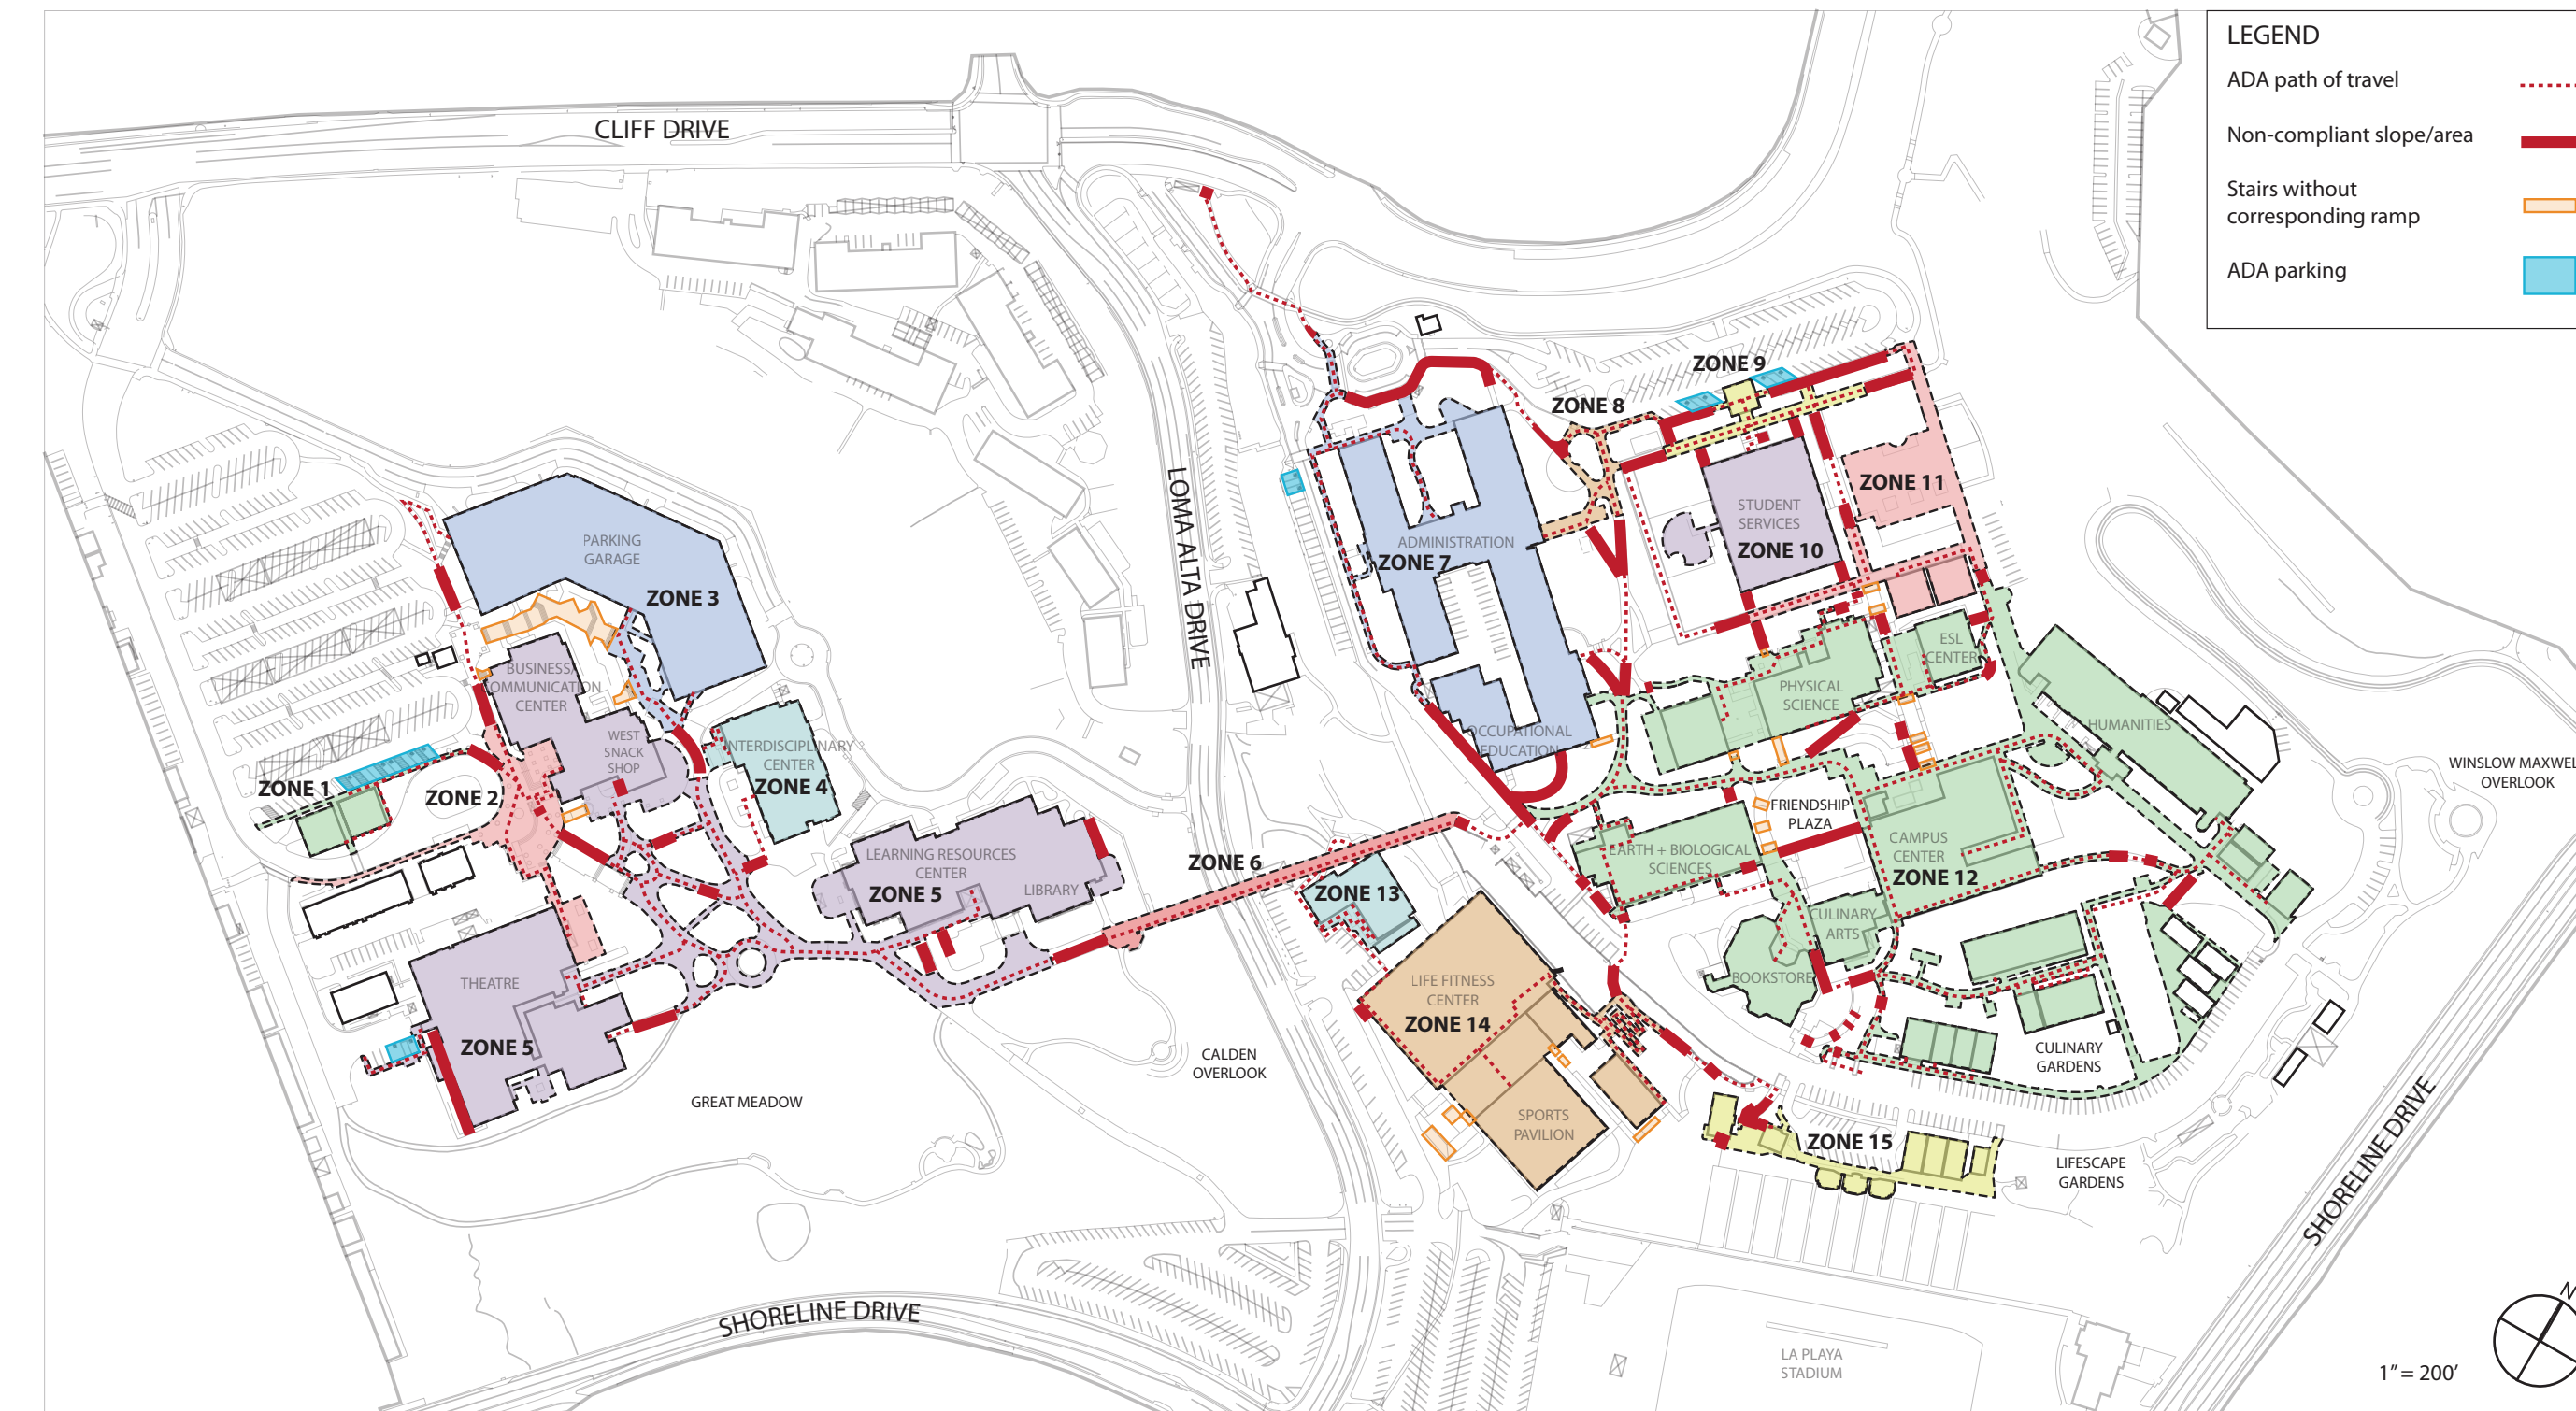 LEGEND
ADA path of travel
Non-compliant slope/area
Stairs without
corresponding ramp
ADA parking
CLIFF DRIVE
LOMA ALTA DRIVE
ZONE 9
ZONE 8
STUDENT
SERVICES
ZONE 10
ZONE 11
ADMINISTRATION
ZONE 7
PARKING
GARAGE
ZONE 3
BUSINESS/
OMMUNICATION
CENTER
WEST
SNACK
SHOP
INTERDISCIPLINARY
CENTER
ZONE 4
ZONE 1
ZONE 2
ESL
CENTER
PHYSICAL
SCIENCE
HUMANITIES
OCCUPATIONAL
EDUCATION
WINSLOW MAXWEL
OVERLOOK
FRIENDSHIP
PLAZA
EARTH + BIOLOGICAL
SCIENCES
CAMPUS
CENTER
ZONE 12
LEARNING RESOURCES
CENTER
ZONE 5
LIBRARY
ZONE 6
ZONE 13
CULINARY
ARTS
BOOKSTORE
THEATRE
ZONE 5
LIFE FITNESS
CENTER
ZONE 14
CALDEN
OVERLOOK
CULINARY
GARDENS
GREAT MEADOW
SPORTS
PAVILION
ZONE 15
LIFESCAPE
GARDENS
SHORELINE DRIVE
SHORELINE DRIVE
LA PLAYA
STADIUM
N
1” = 200’